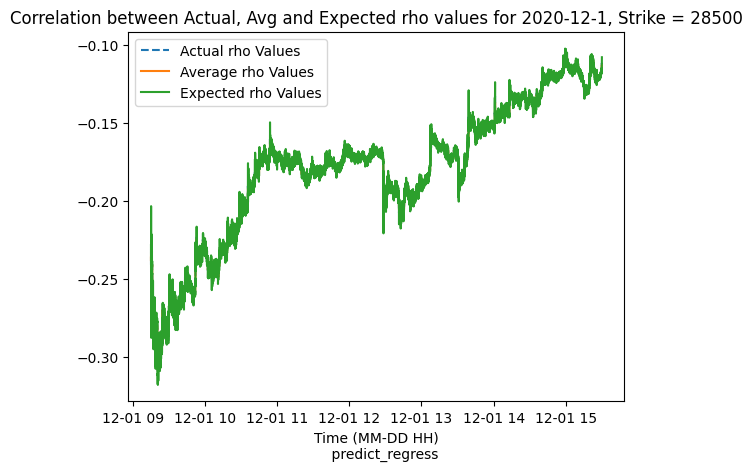 Correlation between Actual, Avg and Expected rho values for 2020-12-1, Strike = 28500
Actual rho Values
Average rho Values
Expected rho Values
−0.10
−0.15
−0.20
−0.25
−0.30
12-01 09 12-01 10 12-01 11 12-01 12 12-01 13 12-01 14 12-01 15
Time (MM-DD HH)
predict_regress